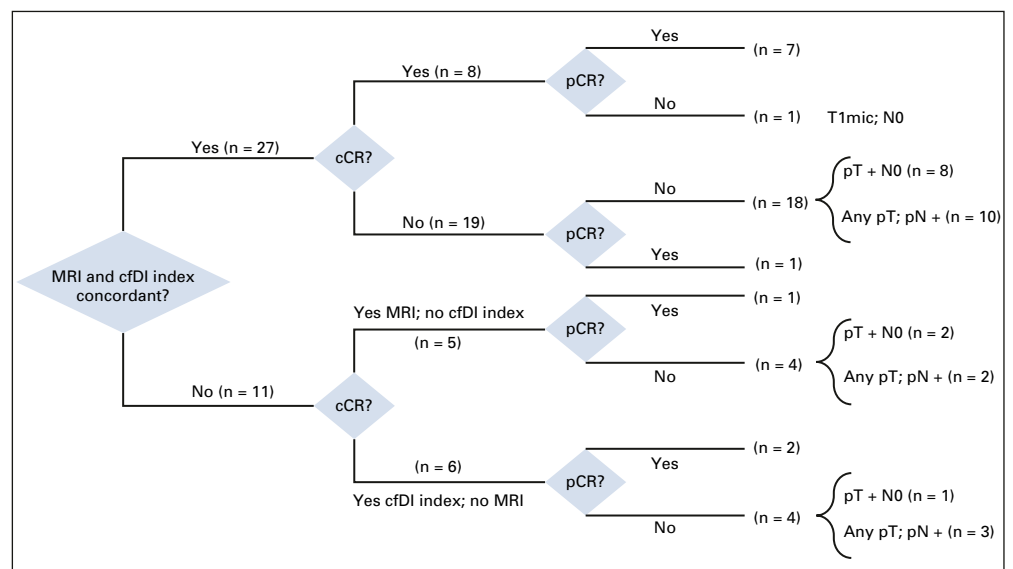 MRI and cfDI index
concordant?
Yes (n = 27)
cCR?
Yes (n = 8)
pCR?
Yes
(n = 7)
No
(n = 1)
T1mic; N0
No (n = 19)
pCR?
No
(n = 18)
pT + N0 (n = 8)
Any pT; pN + (n = 10)
Yes
(n = 1)
No (n = 11)
cCR?
Yes MRI; no cfDI index
(n = 5)
pCR?
Yes
(n = 1)
No
(n = 4)
pT + N0 (n = 2)
Any pT; pN + (n = 2)
(n = 6)
Yes cfDI index; no MRI
pCR?
Yes
(n = 2)
No
(n = 4)
pT + N0 (n = 1)
Any pT; pN + (n = 3)